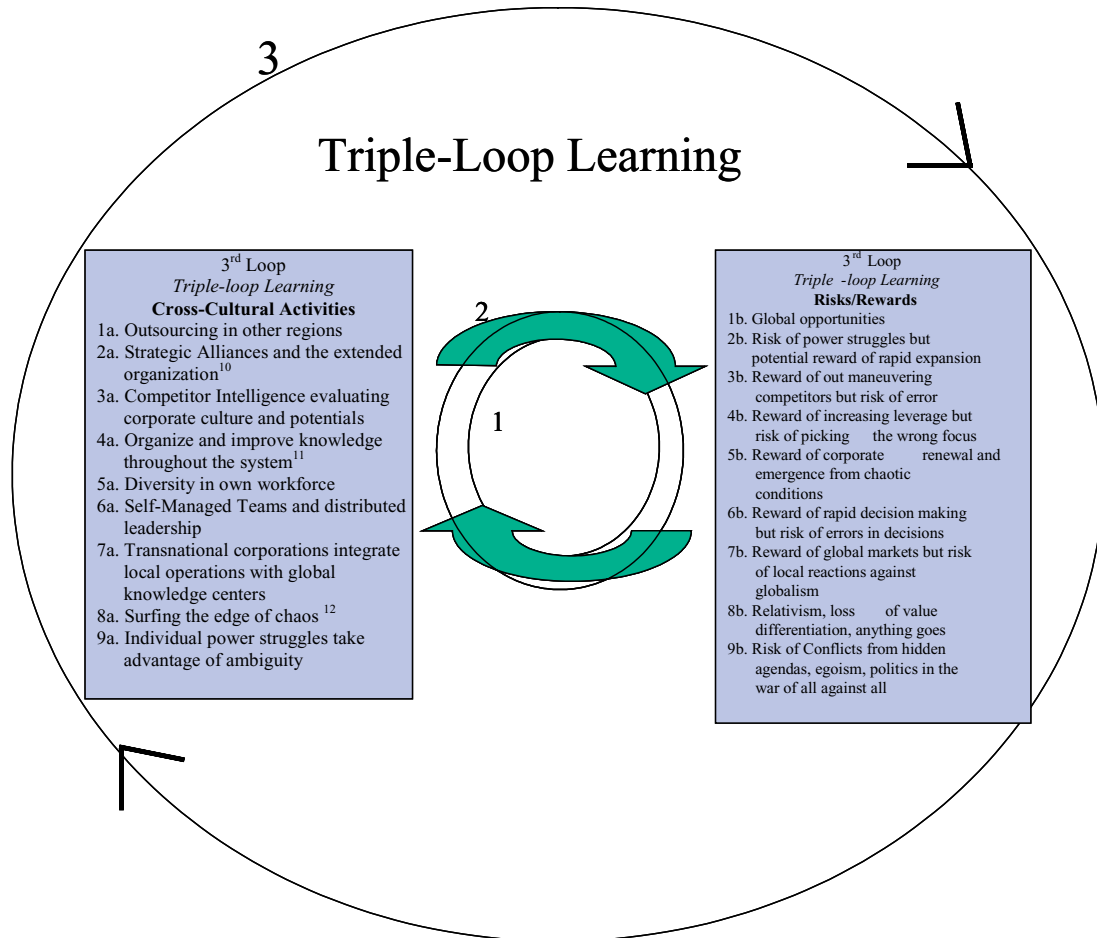 3
Triple-Loop Learning
3rd Loop
Triple-loop Learning
Cross-Cultural Activities
1a. Outsourcing in other regions
2a. Strategic Alliances and the extended
organization10
3a. Competitor Intelligence evaluating
corporate culture and potentials
4a. Organize and improve knowledge
throughout the system11
5a. Diversity in own workforce
6a. Self-Managed Teams and distributed
leadership
7a. Transnational corporations integrate
local operations with global
knowledge centers
8a. Surfing the edge of chaos 12
9a. Individual power struggles take
advantage of ambiguity
2
1
3rd Loop
Triple -loop Learning
Risks/Rewards
1b. Global opportunities
2b. Risk of power struggles but
potential reward of rapid expansion
3b. Reward of out maneuvering
competitors but risk of error
4b. Reward of increasing leverage but
risk of picking the wrong focus
5b. Reward of corporate renewal and
emergence from chaotic
conditions
6b. Reward of rapid decision making
but risk of errors in decisions
7b. Reward of global markets but risk
of local reactions against
globalism
8b. Relativism, loss of value
differentiation, anything goes
9b. Risk of Conflicts from hidden
agendas, egoism, politics in the
war of all against all